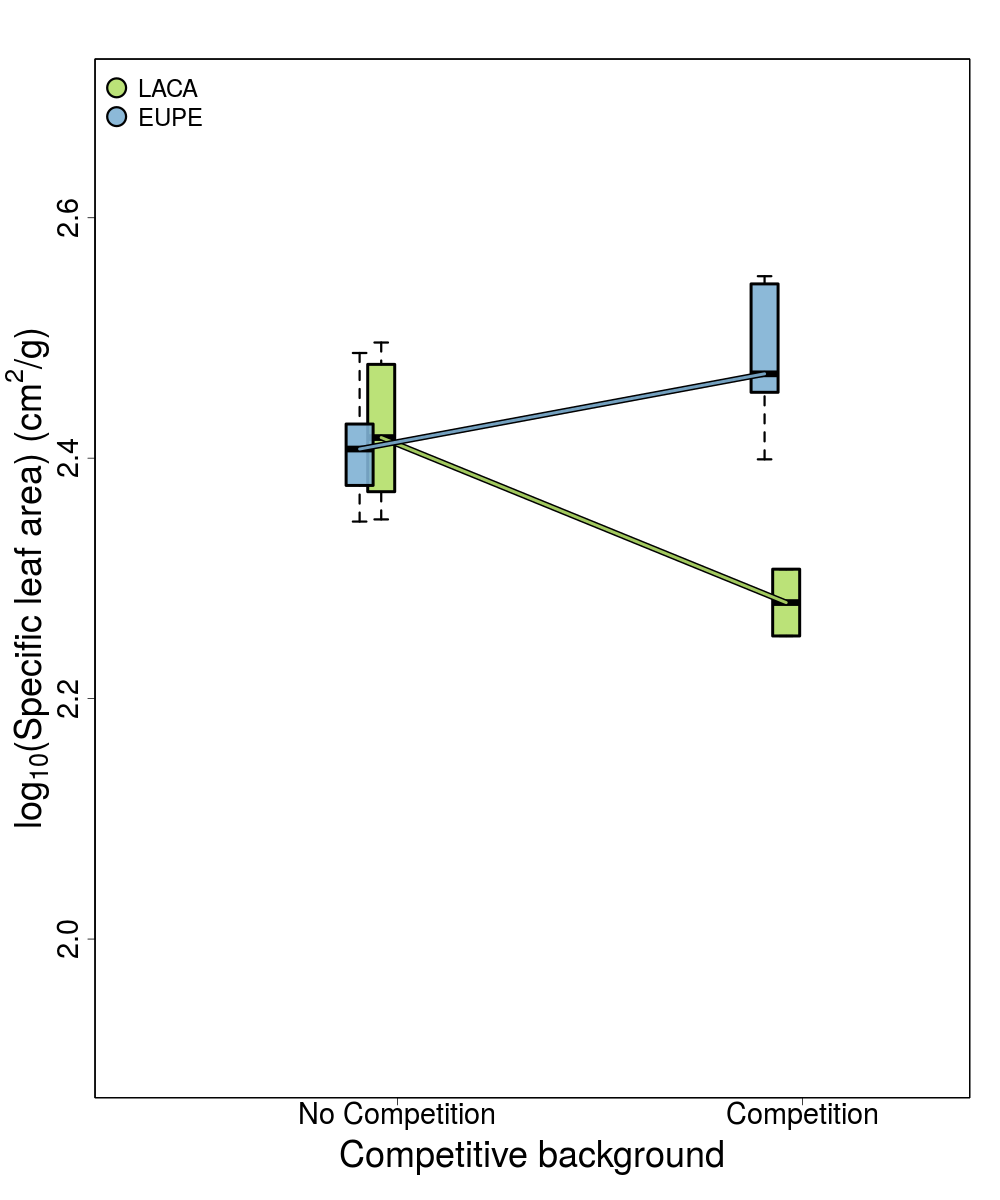 LACA
EUPE
2.6
2.4
2.2
2.0
log₁₀(Specific leaf area) (cm²/g)
No Competition Competition
Competitive background